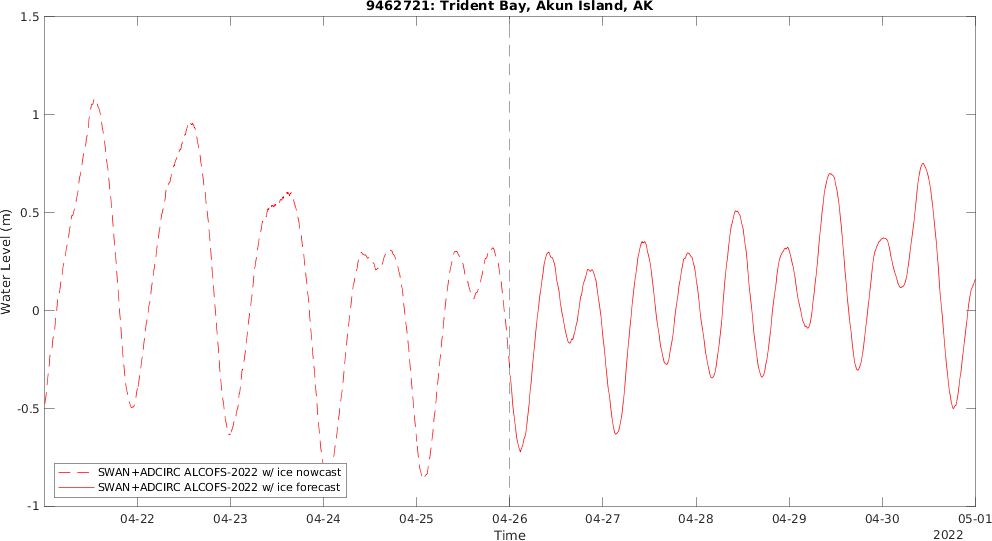 9462721: Trident Bay, Akun Island, AK
1.5
1
0.5
0
-0.5
-1
Water Level (m)
SWAN+ADCIRC ALCOFS-2022 w/ ice nowcast
SWAN+ADCIRC ALCOFS-2022 w/ ice forecast
04-22 04-23 04-24 04-25 04-26 04-27 04-28 04-29 04-30 05-01
Time
2022